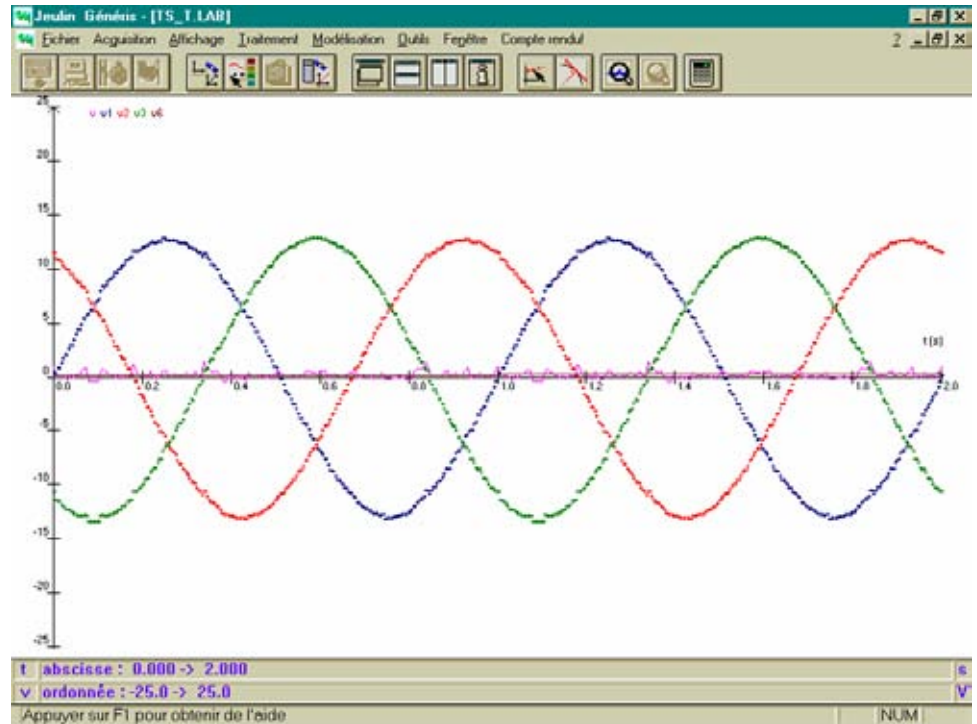 Jeulin Généris - [TS_T.LAB]
Fichier Acquisition Affichage Traitement Modélisation Outils Fenêtre Compte rendu! ?
25
v v1 v2 v3 v6
20
15
10
5
t(s)
0
0.0 0.2 0.4 0.6 0.8 1.0 1.2 1.4 1.6 1.8 2.0
-5
-10
-15
-20
-25
t abscisse : 0.000 -> 2.000 s
v ordonnée : -25.0 -> 25.0 V
Appuyer sur F1 pour obtenir de l'aide NUM